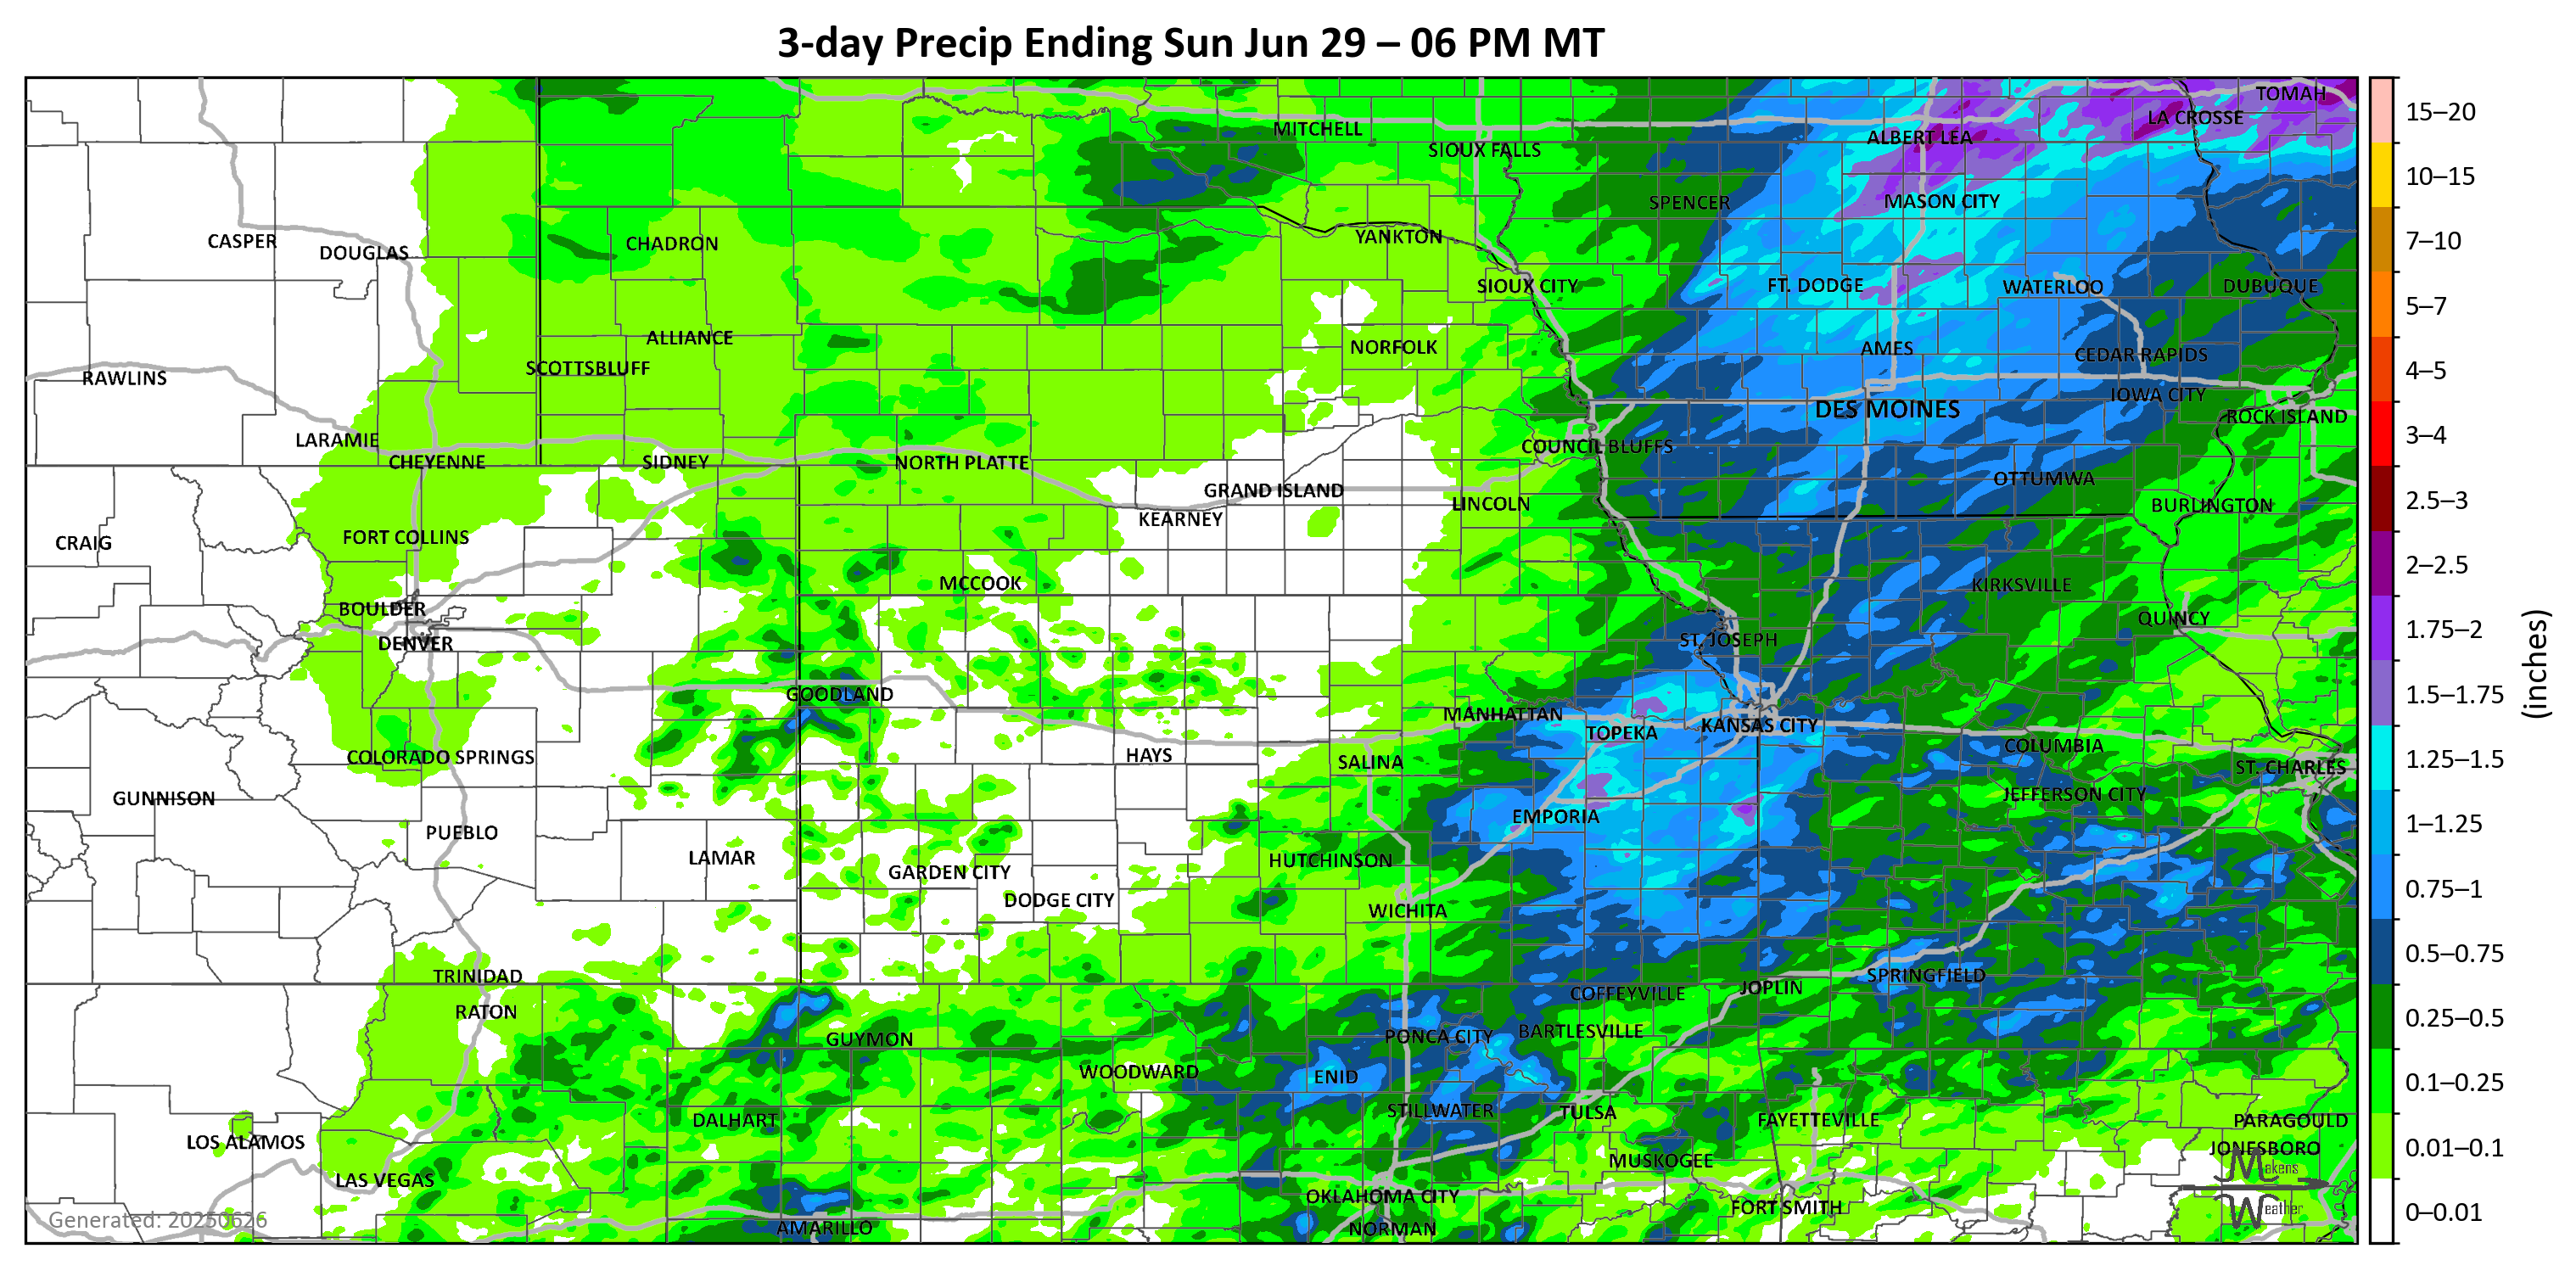 3-day Precip Ending Sun Jun 29 – 06 PM MT
TOMAH
LA CROSSE
MITCHELL
ALBERT LEA
SIOUX FALLS
SPENCER
MASON CITY
YANKTON
CASPER
CHADRON
DOUGLAS
SIOUX CITY
FT. DODGE
WATERLOO
DUBUQUE
ALLIANCE
NORFOLK
AMES
CEDAR RAPIDS
SCOTTSBLUFF
RAWLINS
IOWA CITY
DES MOINES
ROCK ISLAND
LARAMIE
COUNCIL BLUFFS
CHEYENNE
SIDNEY
NORTH PLATTE
OTTUMWA
GRAND ISLAND
LINCOLN
BURLINGTON
KEARNEY
FORT COLLINS
CRAIG
MCCOOK
KIRKSVILLE
BOULDER
QUINCY
DENVER
ST. JOSEPH
GOODLAND
MANHATTAN
TOPEKA
KANSAS CITY
COLUMBIA
COLORADO SPRINGS
HAYS
SALINA
ST. CHARLES
GUNNISON
JEFFERSON CITY
EMPORIA
PUEBLO
LAMAR
HUTCHINSON
GARDEN CITY
DODGE CITY
WICHITA
TRINIDAD
SPRINGFIELD
JOPLIN
COFFEYVILLE
RATON
GUYMON
PONCA CITY
BARTLESVILLE
WOODWARD
ENID
STILLWATER
TULSA
DALHART
FAYETTEVILLE
PARAGOULD
LOS ALAMOS
JONESBORO
MUSKOGEE
LAS VEGAS
OKLAHOMA CITY
FORT SMITH
AMARILLO
NORMAN
Makens
Weather
Generated: 20250626
15–20
10–15
7–10
5–7
4–5
3–4
2.5–3
2–2.5
1.75–2
1.5–1.75
1.25–1.5
1–1.25
0.75–1
0.5–0.75
0.25–0.5
0.1–0.25
0.01–0.1
0–0.01
(inches)